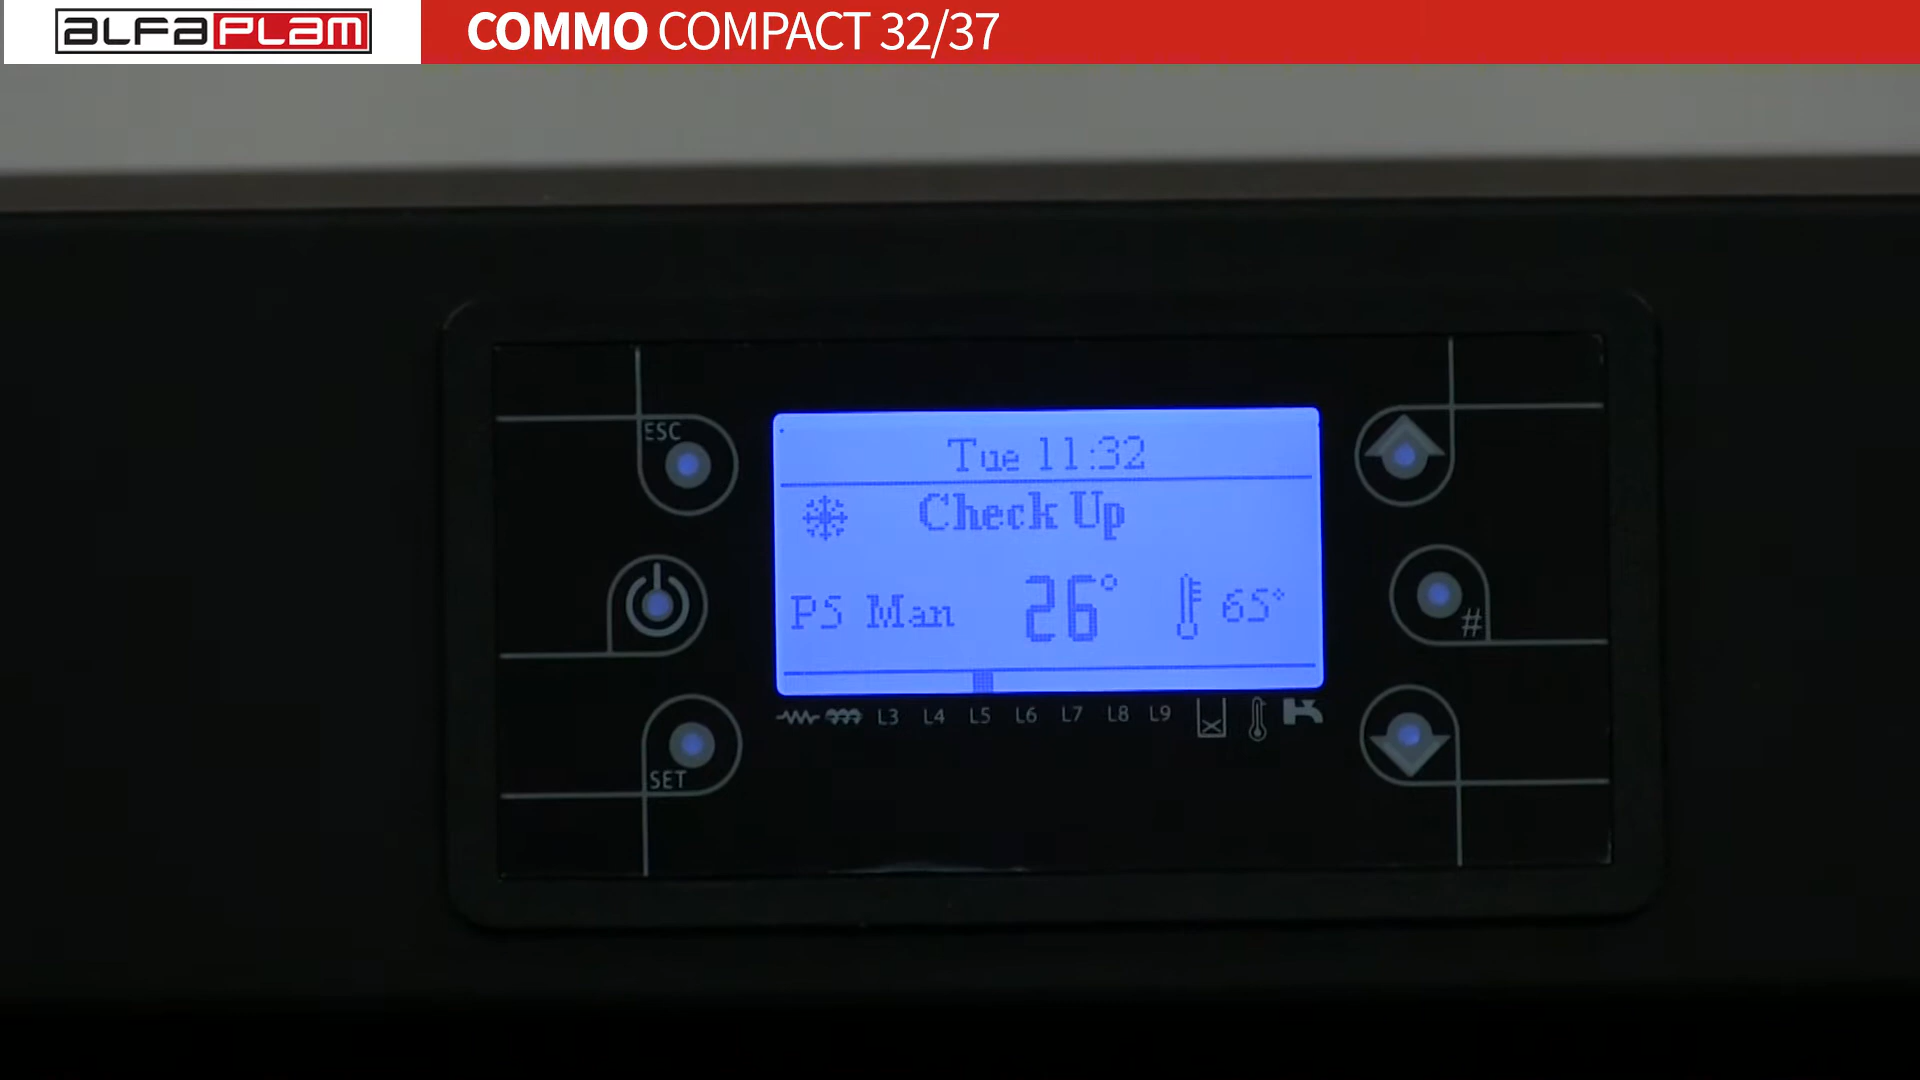 ALFAPLAM COMMO COMPACT 32/37
ESC
Tue 11:32
Check Up
P5 Man 26° 65°
L3 L4 L5 L6 L7 L8 L9
#
SET